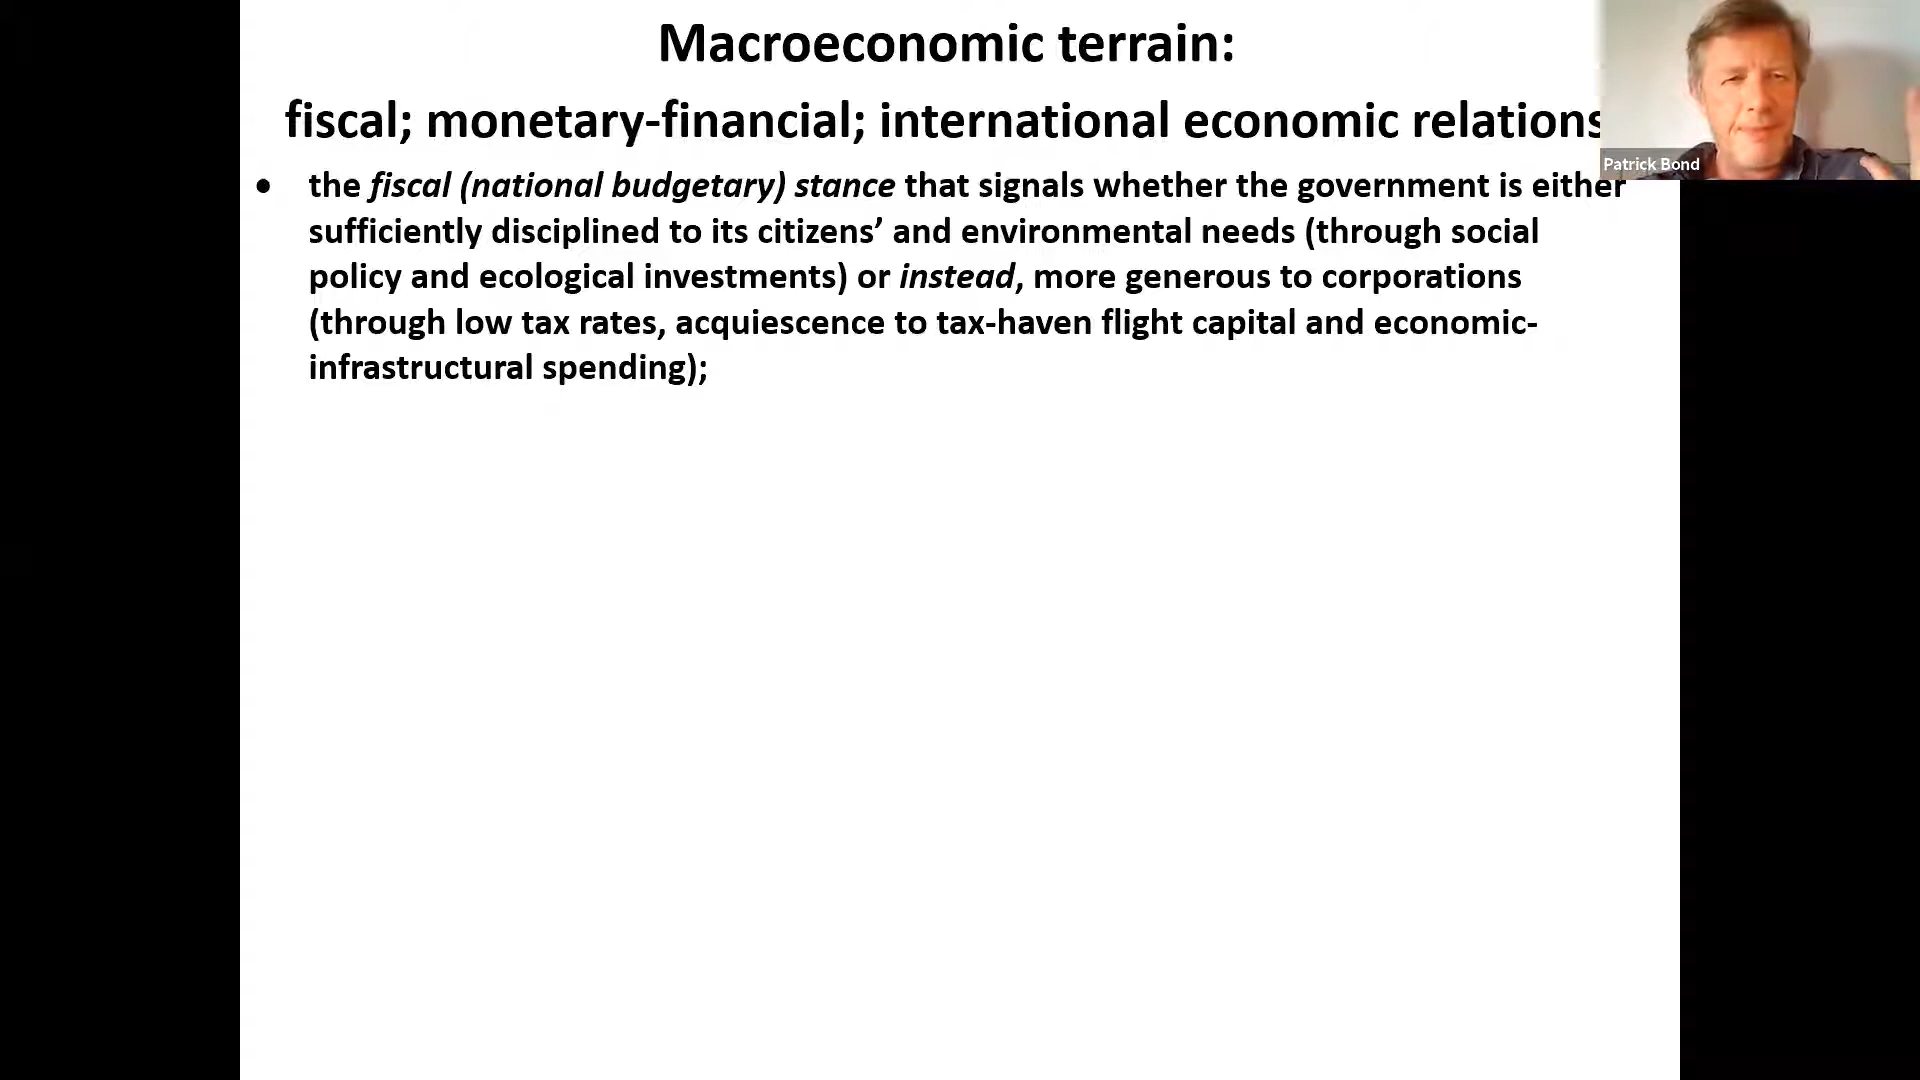 Macroeconomic terrain:
fiscal; monetary-financial; international economic relations
Patrick Bond
• the fiscal (national budgetary) stance that signals whether the government is either
sufficiently disciplined to its citizens’ and environmental needs (through social
policy and ecological investments) or instead, more generous to corporations
(through low tax rates, acquiescence to tax-haven flight capital and economic-
infrastructural spending);